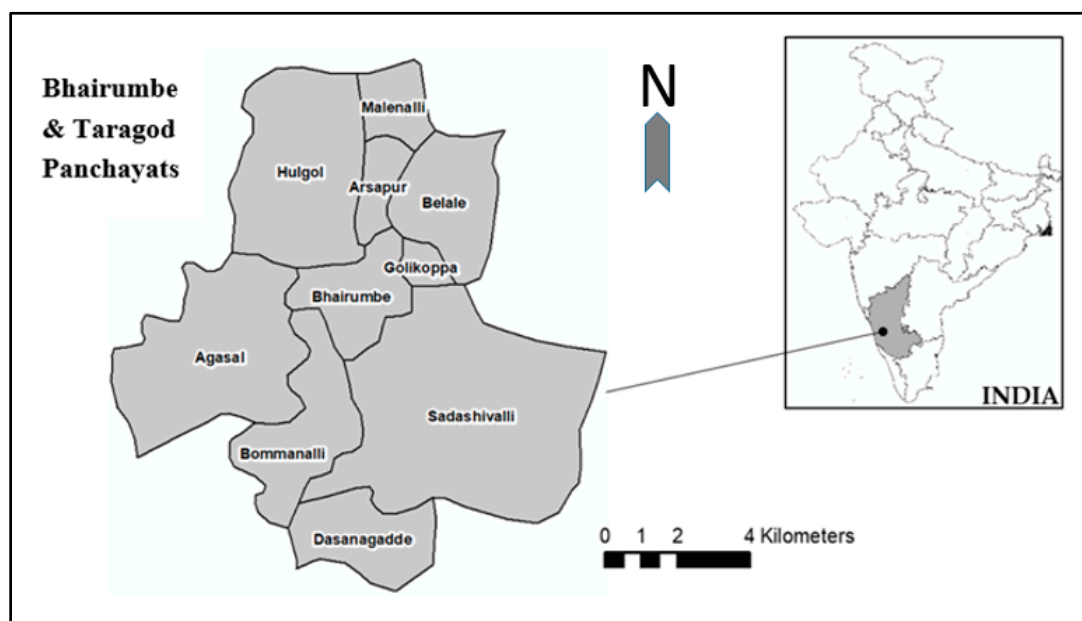 Bhairumbe
& Taragod
Panchayats
N
Malenalli
Hulgol
Arsapur
Belale
Golikoppa
Bhairumbe
Agasal
Sadashivalli
Bommanalli
Dasanagadde
INDIA
0 1 2 4 Kilometers